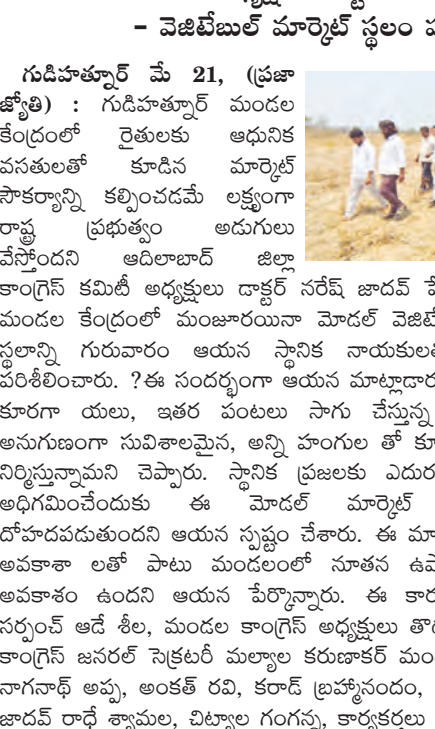 – వెజిటేబుల్ మార్కెట్ స్థలం
గుడిహత్నూర్ మే 21, (ప్రజా
జ్యోతి) : గుడిహత్నూర్ మండల
కేంద్రంలో రైతులకు ఆధునిక
వసతులతో కూడిన మార్కెట్
సౌకర్యాన్ని కల్పించడమే లక్ష్యంగా
రాష్ట్ర ప్రభుత్వం అడుగులు
వేస్తోందని ఆదిలాబాద్ జిల్లా
కాంగ్రెస్ కమిటీ అధ్యక్షులు డాక్టర్ నరేష్ జాదవ్
మండల కేంద్రంలో మంజూరయినా మోడల్
స్థలాన్ని గురువారం ఆయన స్థానిక
పరిశీలించారు. ?ఈ సందర్భంగా ఆయన
కూరగా యలు, ఇతర పంటలు సాగు చేస్తున్న
అనుగుణంగా సువిశాలమైన, అన్ని హంగుల తో
నిర్మిస్తున్నామని చెప్పారు. స్థానిక ప్రజలకు
అధిగమించేందుకు ఈ మోడల్ మార్కెట్
దోహదపడుతుందని ఆయన స్పష్టం చేశారు. ఈ
అవకాశా లతో పాటు మండలంలో నూతన
అవకాశం ఉందని ఆయన పేర్కొన్నారు. ఈ
సర్పంచ్ ఆడే శీల, మండల కాంగ్రెస్ అధ్యక్షులు
కాంగ్రెస్ జనరల్ సెక్రటరీ మల్యాల కరుణాకర్
నాగనాథ్ అప్ప, అంకత్ రవి, కరాడ్ బ్రహ్మానందం,
జాదవ్ రాధే శ్యామల, చిట్యాల గంగన్న, కార్యకర్తలు